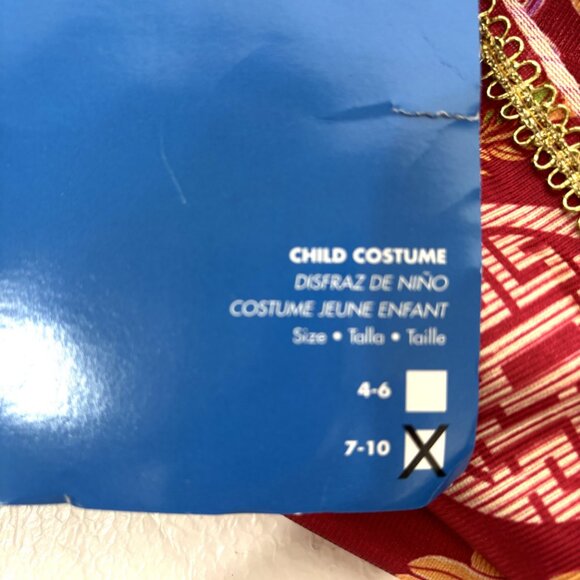 CHILD COSTUME
DISFRAZ DE NIÑO
COSTUME JEUNE ENFANT
Size • Talla • Taille
4-6
7-10 X